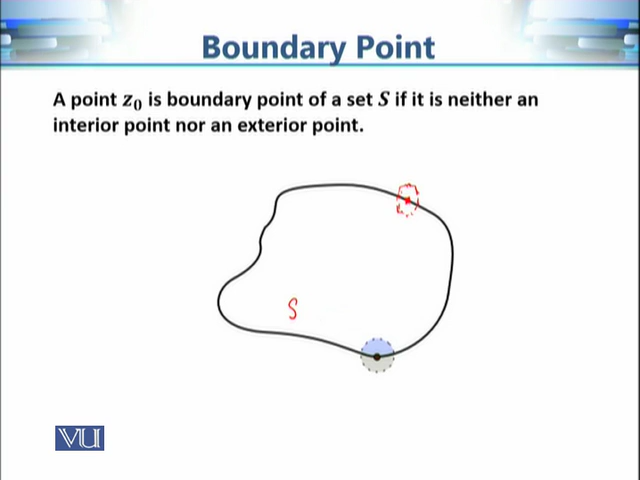 Boundary Point
A point z₀ is boundary point of a set S if it is neither an
interior point nor an exterior point.
S
VU